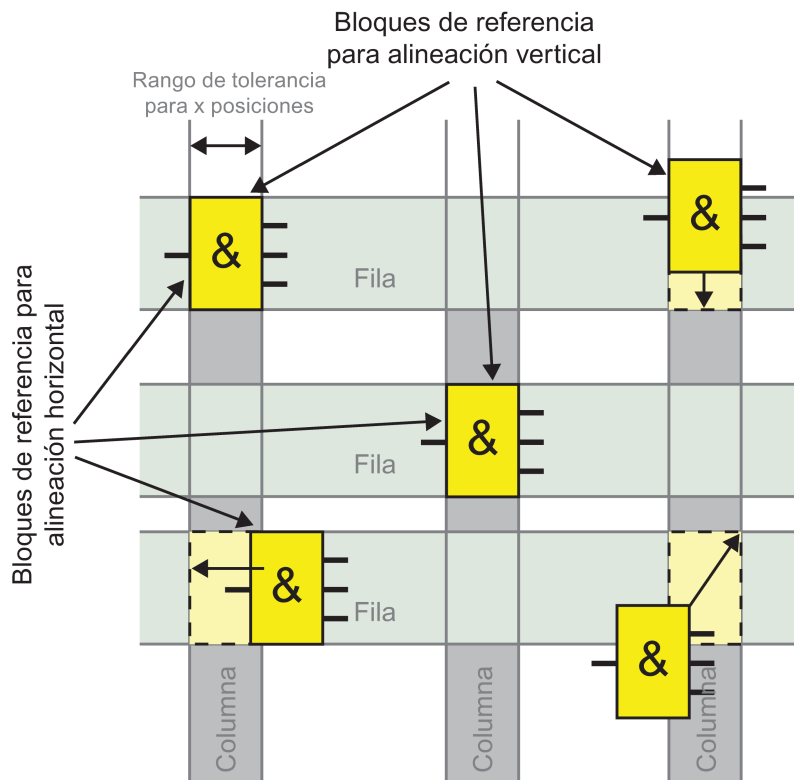 Bloques de referencia
para alineación vertical
Rango de tolerancia
para x posiciones
&
&
Fila
Bloques de referencia para
alineación horizontal
&
Fila
&
Fila
&
Columna
Columna
Columna